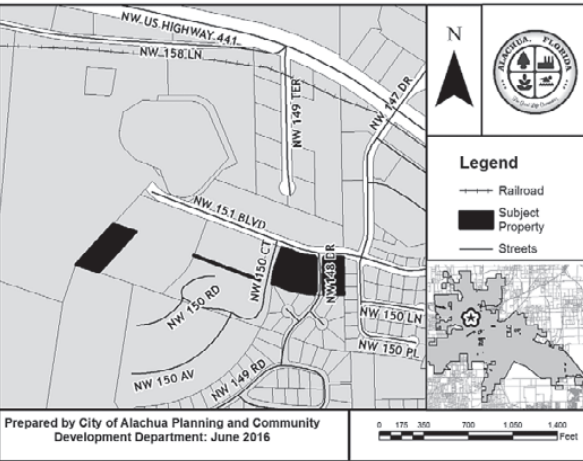 NW US HIGHWAY 441
NW 158 LN
NW 149 TER
NW 147 DR
NW 151 BLVD
NW 150 CT
NW 148 DR
NW 150 RD
NW 150 LN
NW 150 PL
NW 150 AV
NW 149 RD
N
ALACHUA, FLORIDA
Legend
Railroad
Subject
Property
Streets
Prepared by City of Alachua Planning and Community
Development Department: June 2016
0 175 350 700 1,050 1,400
Feet